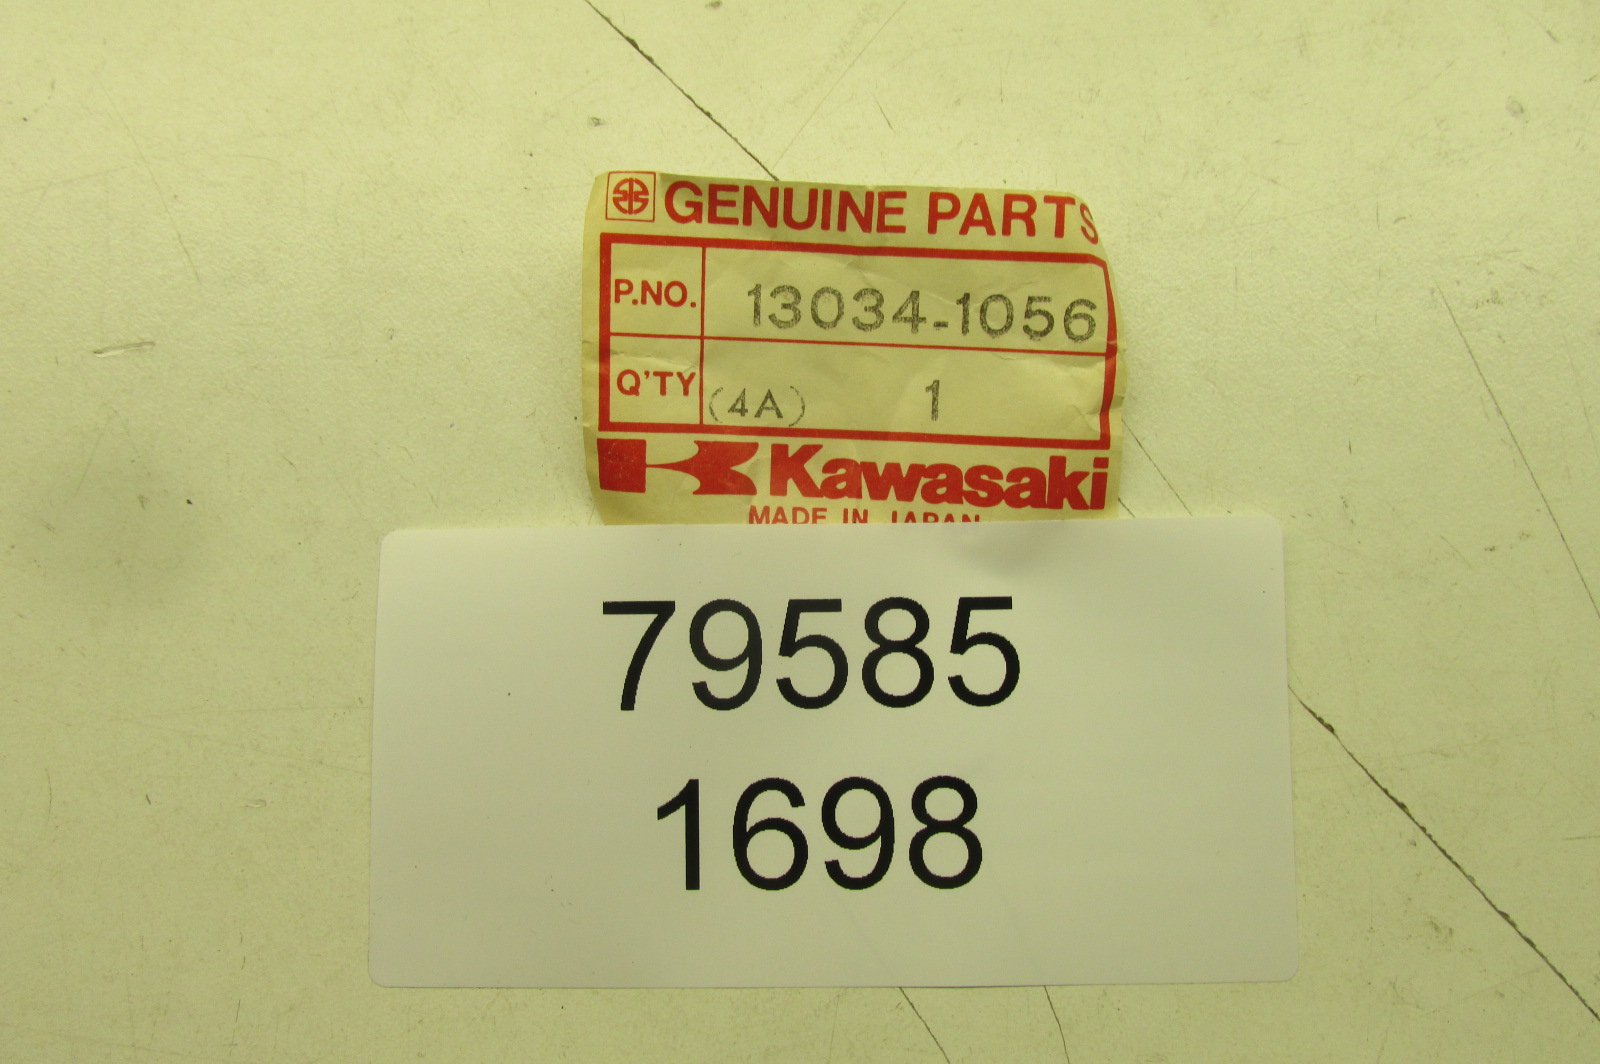 GENUINE PARTS
P.NO. 13034-1056
Q'TY (4A) 1
Kawasaki
MADE IN JAPAN
79585
1698